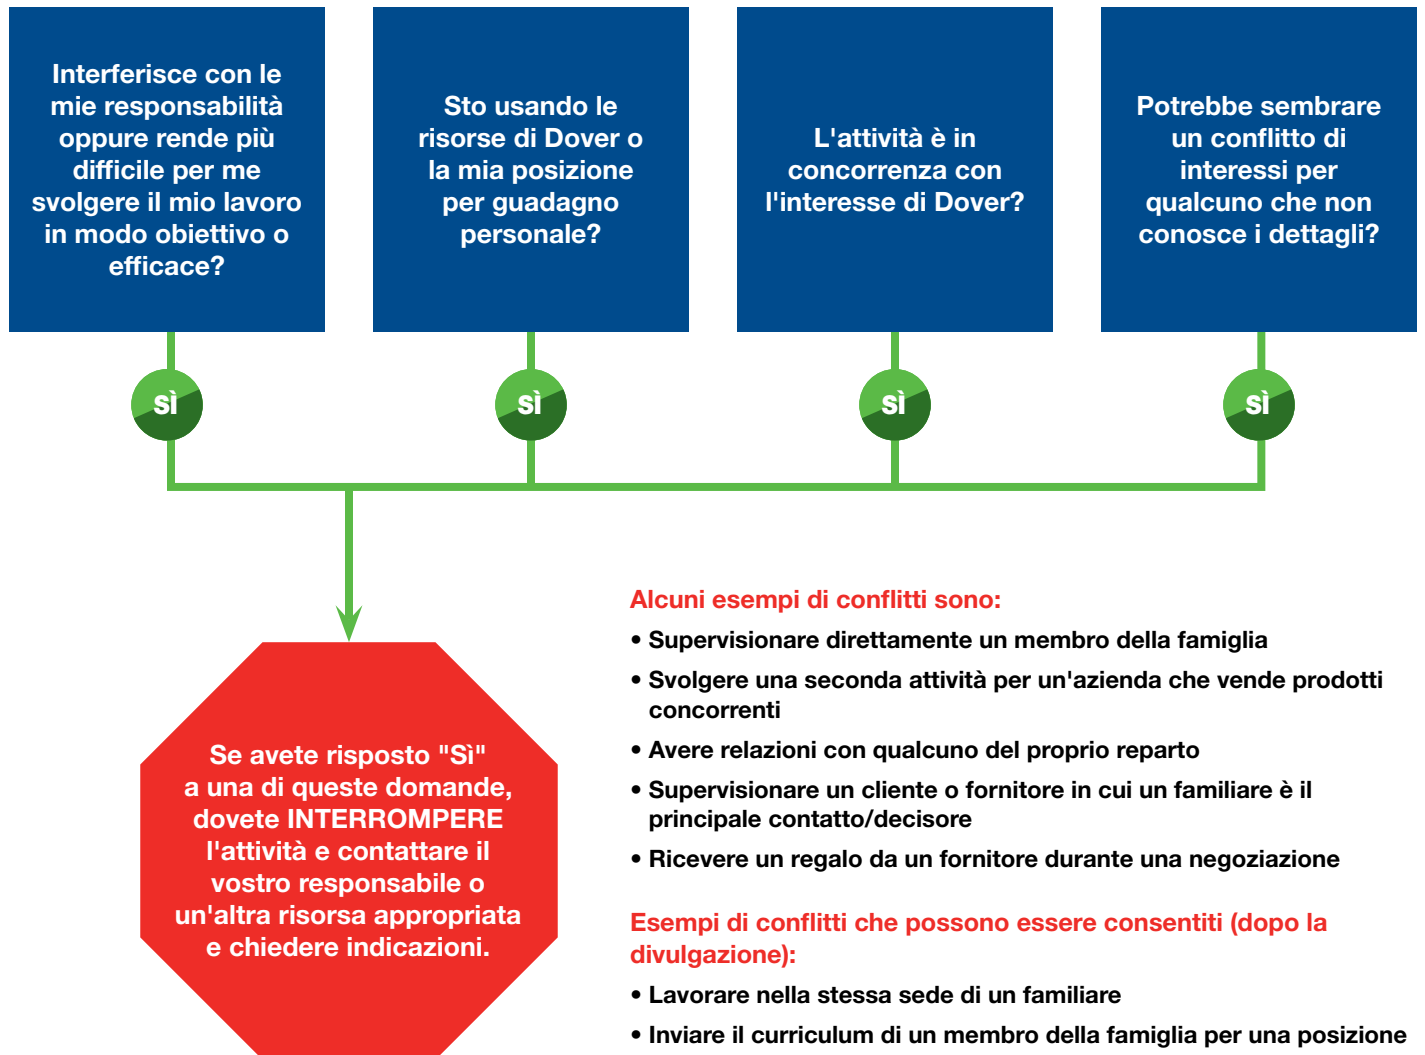 Interferisce con le
mie responsabilità
oppure rende più
difficile per me
svolgere il mio lavoro
in modo obiettivo o
efficace?
Sto usando le
risorse di Dover o
la mia posizione
per guadagno
personale?
L'attività è in
concorrenza con
l'interesse di Dover?
Potrebbe sembrare
un conflitto di
interessi per
qualcuno che non
conosce i dettagli?
SÌ
SÌ
SÌ
SÌ
Se avete risposto "Sì"
a una di queste domande,
dovete INTERROMPERE
l'attività e contattare il
vostro responsabile o
un'altra risorsa appropriata
e chiedere indicazioni.
Alcuni esempi di conflitti sono:
• Supervisionare direttamente un membro della famiglia
• Svolgere una seconda attività per un'azienda che vende prodotti
concorrenti
• Avere relazioni con qualcuno del proprio reparto
• Supervisionare un cliente o fornitore in cui un familiare è il
principale contatto/decisore
• Ricevere un regalo da un fornitore durante una negoziazione
Esempi di conflitti che possono essere consentiti (dopo la
divulgazione):
• Lavorare nella stessa sede di un familiare
• Inviare il curriculum di un membro della famiglia per una posizione